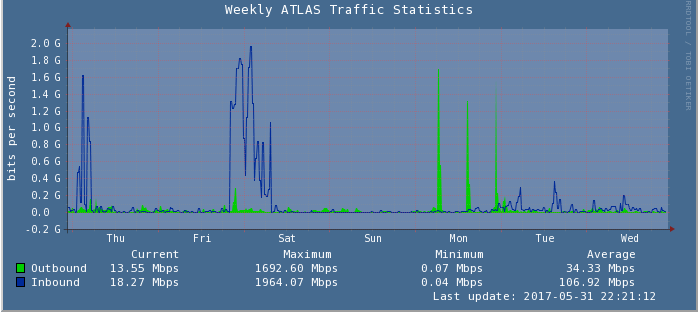 Weekly ATLAS Traffic Statistics
RRDTOOL / TOBI OETIKER
bits per second
2.0 G
1.8 G
1.6 G
1.4 G
1.2 G
1.0 G
0.8 G
0.6 G
0.4 G
0.2 G
0.0
-0.2 G
Thu Fri Sat Sun Mon Tue Wed
Current Maximum Minimum Average
Outbound 13.55 Mbps 1692.60 Mbps 0.07 Mbps 34.33 Mbps
Inbound 18.27 Mbps 1964.07 Mbps 0.04 Mbps 106.92 Mbps
Last update: 2017-05-31 22:21:12